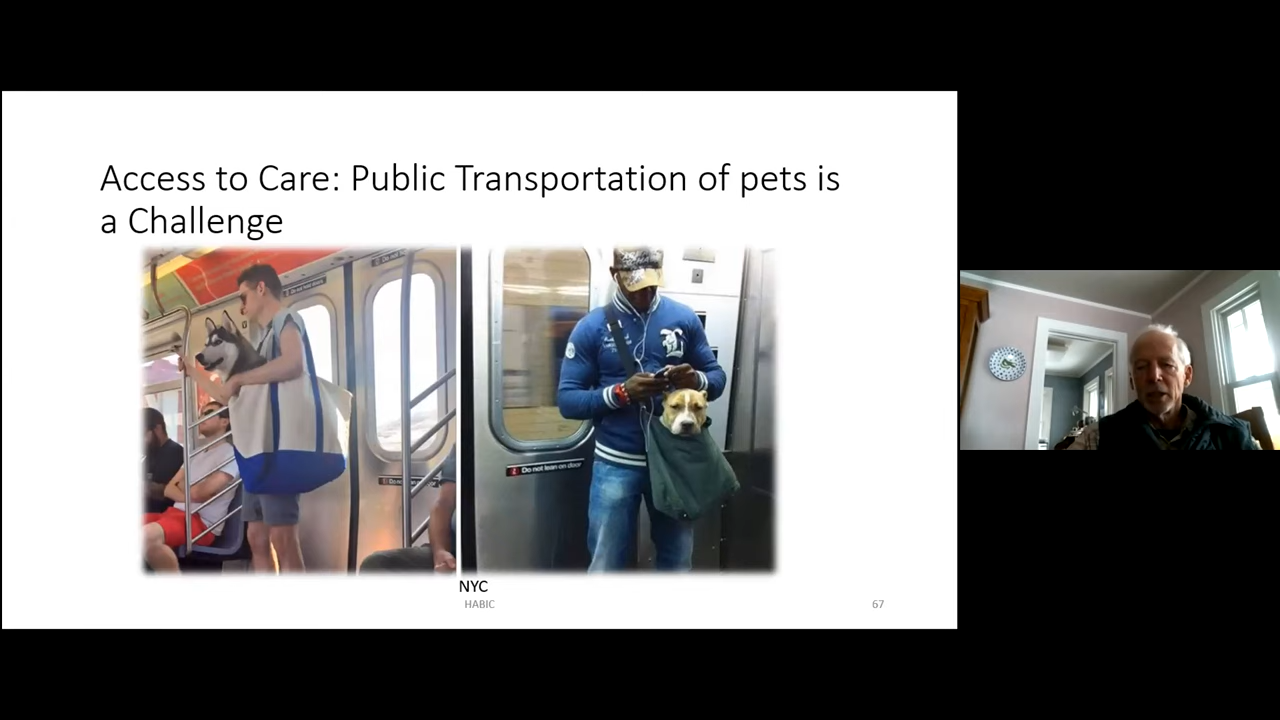 Access to Care: Public Transportation of pets is
a Challenge
Do not lean on door
NYC
HABIC
67